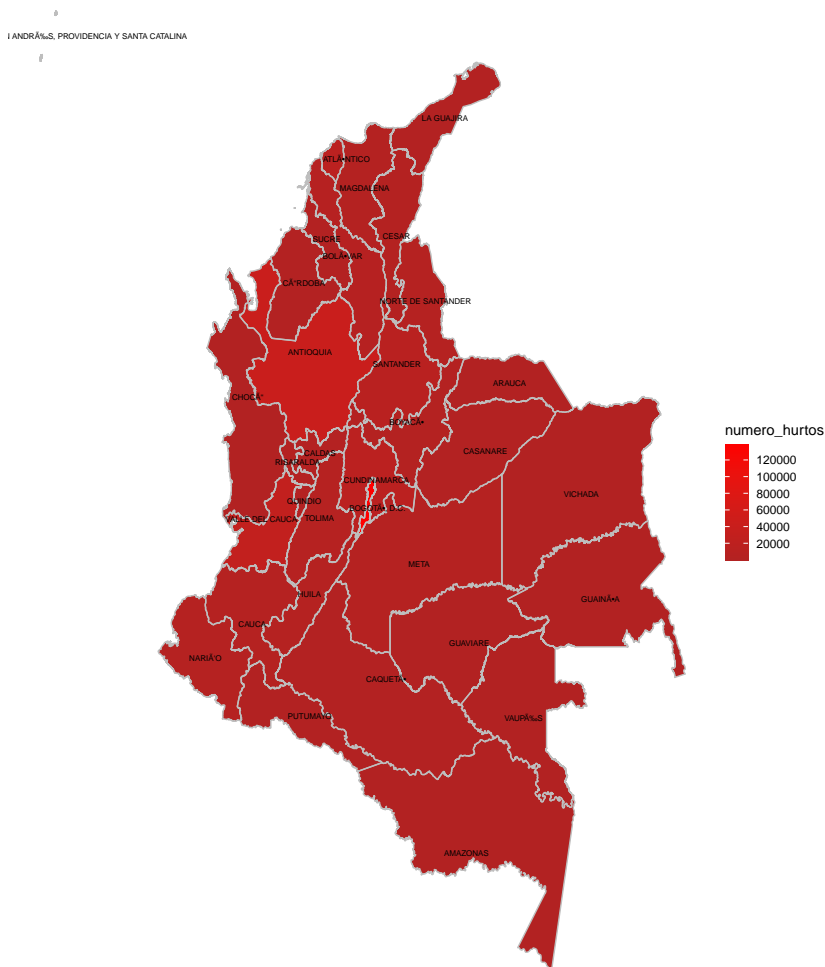 ANDRÃ‰S, PROVIDENCIA Y SANTA CATALINA
LA GUAJIRA
ATLÃ•NTICO
MAGDALENA
SUCRE
CESAR
BOLÃ•VAR
CÃ“RDOBA
NORTE DE SANTANDER
ANTIOQUIA
SANTANDER
ARAUCA
CHOCÃ“
BOYACÃ•
numero_hurtos
CALDAS
CASANARE
RISARALDA
120000
100000
80000
60000
40000
20000
CUNDINAMARCA
VICHADA
QUINDIO
BOGOTÃ•, D.C.
VALLE DEL CAUCA
TOLIMA
META
HUILA
GUAINÃ•A
CAUCA
GUAVIARE
NARIÃ‘O
CAQUETÃ•
PUTUMAYO
VAUPÃ‰S
AMAZONAS